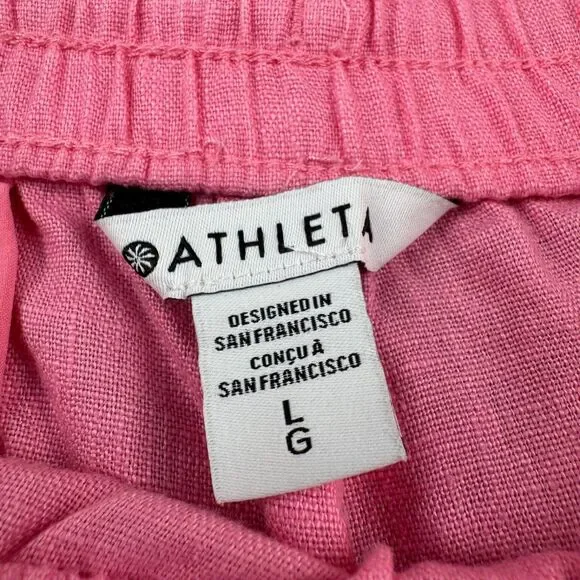 ATHLETA
DESIGNED IN
SAN FRANCISCO
CONÇU À
SAN FRANCISCO
L
G